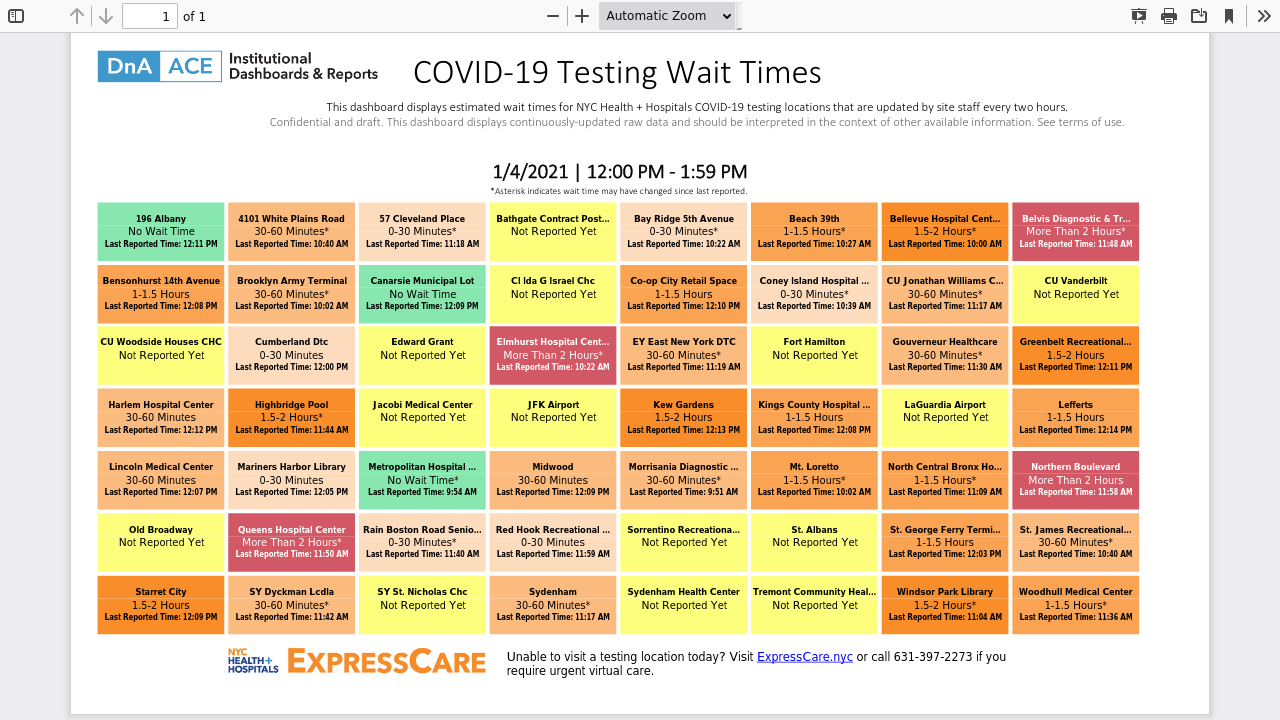 1
of 1
Automatic Zoom
DnA ACE
Institutional
Dashboards & Reports
COVID-19 Testing Wait Times
This dashboard displays estimated wait times for NYC Health + Hospitals COVID-19 testing locations that are updated by site staff every two hours.
Confidential and draft. This dashboard displays continuously-updated raw data and should be interpreted in the context of other available information. See terms of use.
1/4/2021 | 12:00 PM - 1:59 PM
*Asterisk indicates wait time may have changed since last reported.
196 Albany
No Wait Time
Last Reported Time: 12:11 PM
4101 White Plains Road
30-60 Minutes*
Last Reported Time: 10:40 AM
57 Cleveland Place
0-30 Minutes*
Last Reported Time: 11:18 AM
Bathgate Contract Post...
Not Reported Yet
Bay Ridge 5th Avenue
0-30 Minutes*
Last Reported Time: 10:22 AM
Beach 39th
1-1.5 Hours*
Last Reported Time: 10:27 AM
Bellevue Hospital Cent...
1.5-2 Hours*
Last Reported Time: 10:00 AM
Belvis Diagnostic & Tr...
More Than 2 Hours*
Last Reported Time: 11:48 AM
Bensonhurst 14th Avenue
1-1.5 Hours
Last Reported Time: 12:08 PM
Brooklyn Army Terminal
30-60 Minutes*
Last Reported Time: 10:02 AM
Canarsie Municipal Lot
No Wait Time
Last Reported Time: 12:09 PM
Cl Ida G Israel Chc
Not Reported Yet
Co-op City Retail Space
1-1.5 Hours
Last Reported Time: 12:10 PM
Coney Island Hospital ...
0-30 Minutes*
Last Reported Time: 10:39 AM
CU Jonathan Williams C...
30-60 Minutes*
Last Reported Time: 11:17 AM
CU Vanderbilt
Not Reported Yet
CU Woodside Houses CHC
Not Reported Yet
Cumberland Dtc
0-30 Minutes
Last Reported Time: 12:00 PM
Edward Grant
Not Reported Yet
Elmhurst Hospital Cent...
More Than 2 Hours*
Last Reported Time: 10:22 AM
EY East New York DTC
30-60 Minutes*
Last Reported Time: 11:19 AM
Fort Hamilton
Not Reported Yet
Gouverneur Healthcare
30-60 Minutes*
Last Reported Time: 11:30 AM
Greenbelt Recreational...
1.5-2 Hours
Last Reported Time: 12:11 PM
Harlem Hospital Center
30-60 Minutes
Last Reported Time: 12:12 PM
Highbridge Pool
1.5-2 Hours*
Last Reported Time: 11:44 AM
Jacobi Medical Center
Not Reported Yet
JFK Airport
Not Reported Yet
Kew Gardens
1.5-2 Hours
Last Reported Time: 12:13 PM
Kings County Hospital ...
1-1.5 Hours
Last Reported Time: 12:08 PM
LaGuardia Airport
Not Reported Yet
Lefferts
1-1.5 Hours
Last Reported Time: 12:14 PM
Lincoln Medical Center
30-60 Minutes
Last Reported Time: 12:07 PM
Mariners Harbor Library
0-30 Minutes
Last Reported Time: 12:05 PM
Metropolitan Hospital ...
No Wait Time*
Last Reported Time: 9:54 AM
Midwood
30-60 Minutes
Last Reported Time: 12:09 PM
Morrisania Diagnostic ...
30-60 Minutes*
Last Reported Time: 9:51 AM
Mt. Loretto
1-1.5 Hours*
Last Reported Time: 10:02 AM
North Central Bronx Ho...
1-1.5 Hours*
Last Reported Time: 11:09 AM
Northern Boulevard
More Than 2 Hours
Last Reported Time: 11:58 AM
Old Broadway
Not Reported Yet
Queens Hospital Center
More Than 2 Hours*
Last Reported Time: 11:50 AM
Rain Boston Road Senio...
0-30 Minutes*
Last Reported Time: 11:40 AM
Red Hook Recreational ...
0-30 Minutes
Last Reported Time: 11:59 AM
Sorrentino Recreationa...
Not Reported Yet
St. Albans
Not Reported Yet
St. George Ferry Termi...
1-1.5 Hours
Last Reported Time: 12:03 PM
St. James Recreational...
30-60 Minutes*
Last Reported Time: 10:40 AM
Starret City
1.5-2 Hours
Last Reported Time: 12:09 PM
SY Dyckman Lcdla
30-60 Minutes*
Last Reported Time: 11:42 AM
SY St. Nicholas Chc
Not Reported Yet
Sydenham
30-60 Minutes*
Last Reported Time: 11:17 AM
Sydenham Health Center
Not Reported Yet
Tremont Community Heal...
Not Reported Yet
Windsor Park Library
1.5-2 Hours*
Last Reported Time: 11:04 AM
Woodhull Medical Center
1-1.5 Hours*
Last Reported Time: 11:36 AM
NYC
HEALTH+
HOSPITALS
EXPRESSCARE
Unable to visit a testing location today? Visit ExpressCare.nyc or call 631-397-2273 if you
require urgent virtual care.